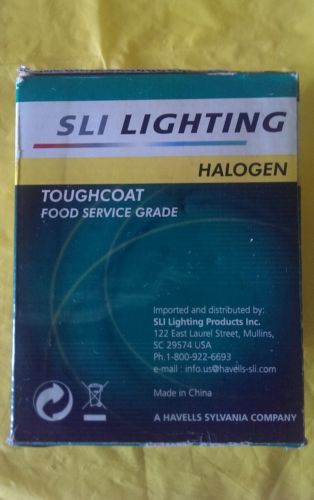 SLI LIGHTING
HALOGEN
TOUGHCOAT
FOOD SERVICE GRADE
Imported and distributed by:
SLI Lighting Products Inc.
122 East Laurel Street, Mullins,
SC 29574 USA
Ph.1-800-922-6693
e-mail : info.us@havells-sli.com
Made in China
A HAVELLS SYLVANIA COMPANY